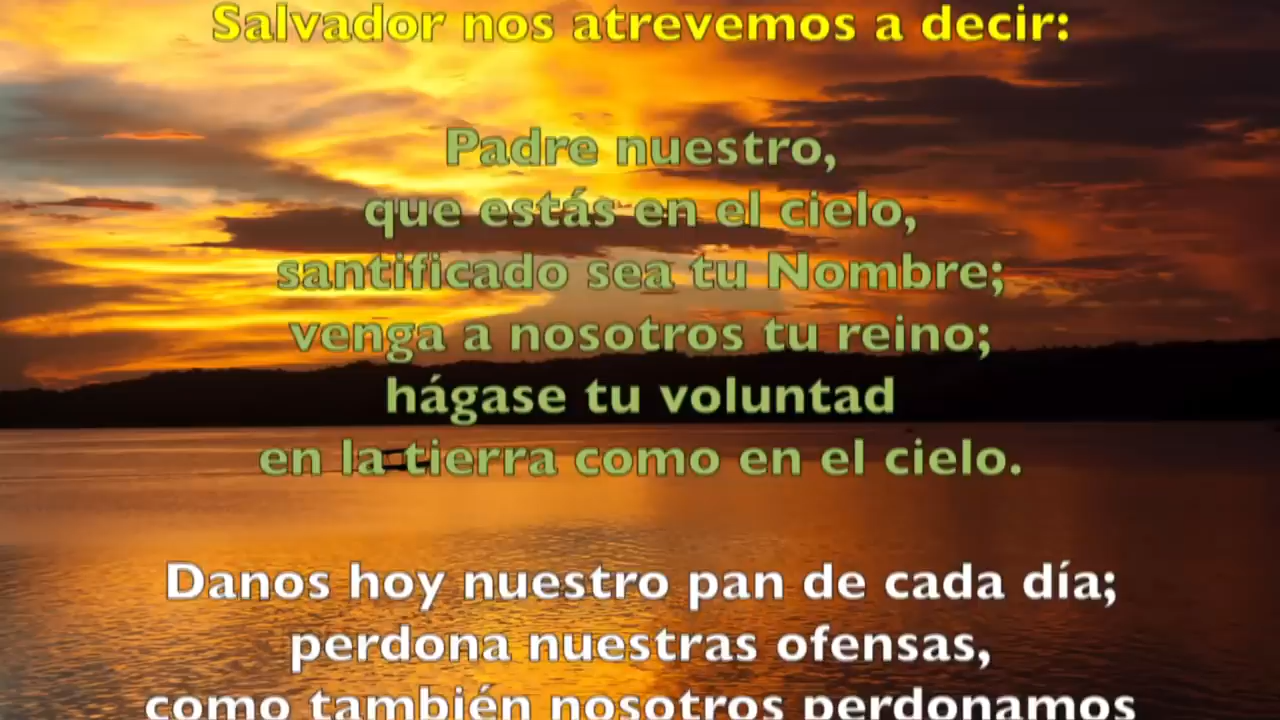 Salvador nos atrevemos a decir:
Padre nuestro,
que estás en el cielo,
santificado sea tu Nombre;
venga a nosotros tu reino;
hágase tu voluntad
en la tierra como en el cielo.
Danos hoy nuestro pan de cada día;
perdona nuestras ofensas,
como también nosotros perdonamos